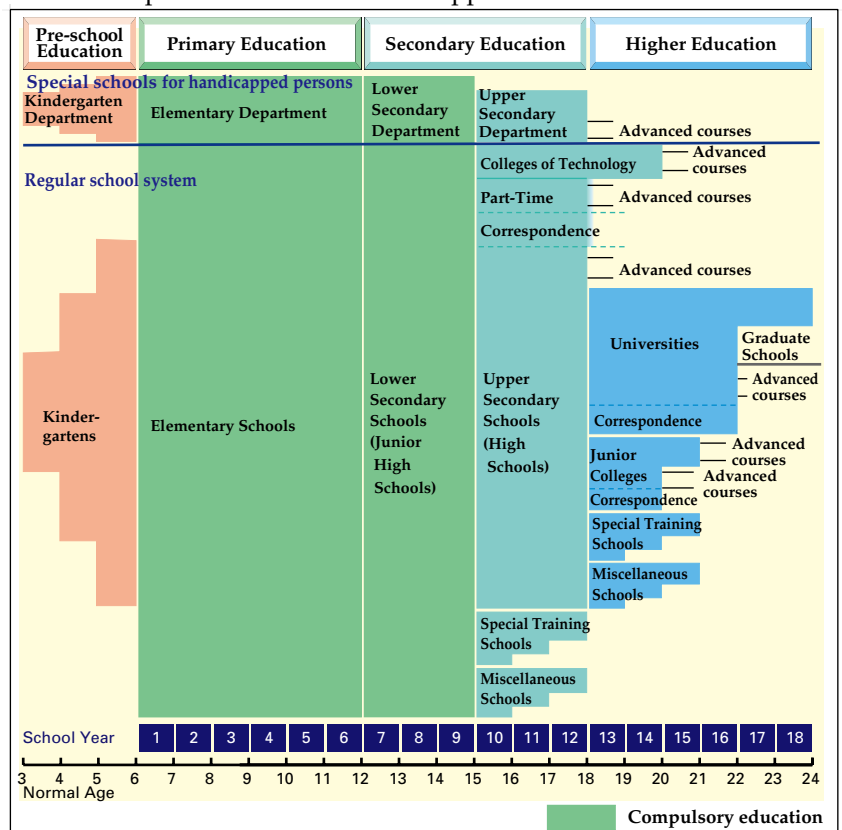 Pre-school
Education
Primary Education
Secondary Education
Higher Education
Special schools for handicapped persons
Kindergarten
Department
Elementary Department
Lower
Secondary
Department
Upper
Secondary
Department
Advanced courses
Regular school system
Colleges of Technology
Advanced
courses
Part-Time
Advanced courses
Correspondence
Advanced courses
Kinder-
gartens
Elementary Schools
Lower
Secondary
Schools
(Junior
High
Schools)
Upper
Secondary
Schools
(High
Schools)
Universities
Graduate
Schools
Advanced
courses
Correspondence
Junior
Colleges
Advanced
courses
Advanced
courses
Correspondence
Special Training
Schools
Miscellaneous
Schools
Special Training
Schools
Miscellaneous
Schools
School Year 1 2 3 4 5 6 7 8 9 10 11 12 13 14 15 16 17 18
3 4 5 6 7 8 9 10 11 12 13 14 15 16 17 18 19 20 21 22 23 24
Normal Age
Compulsory education